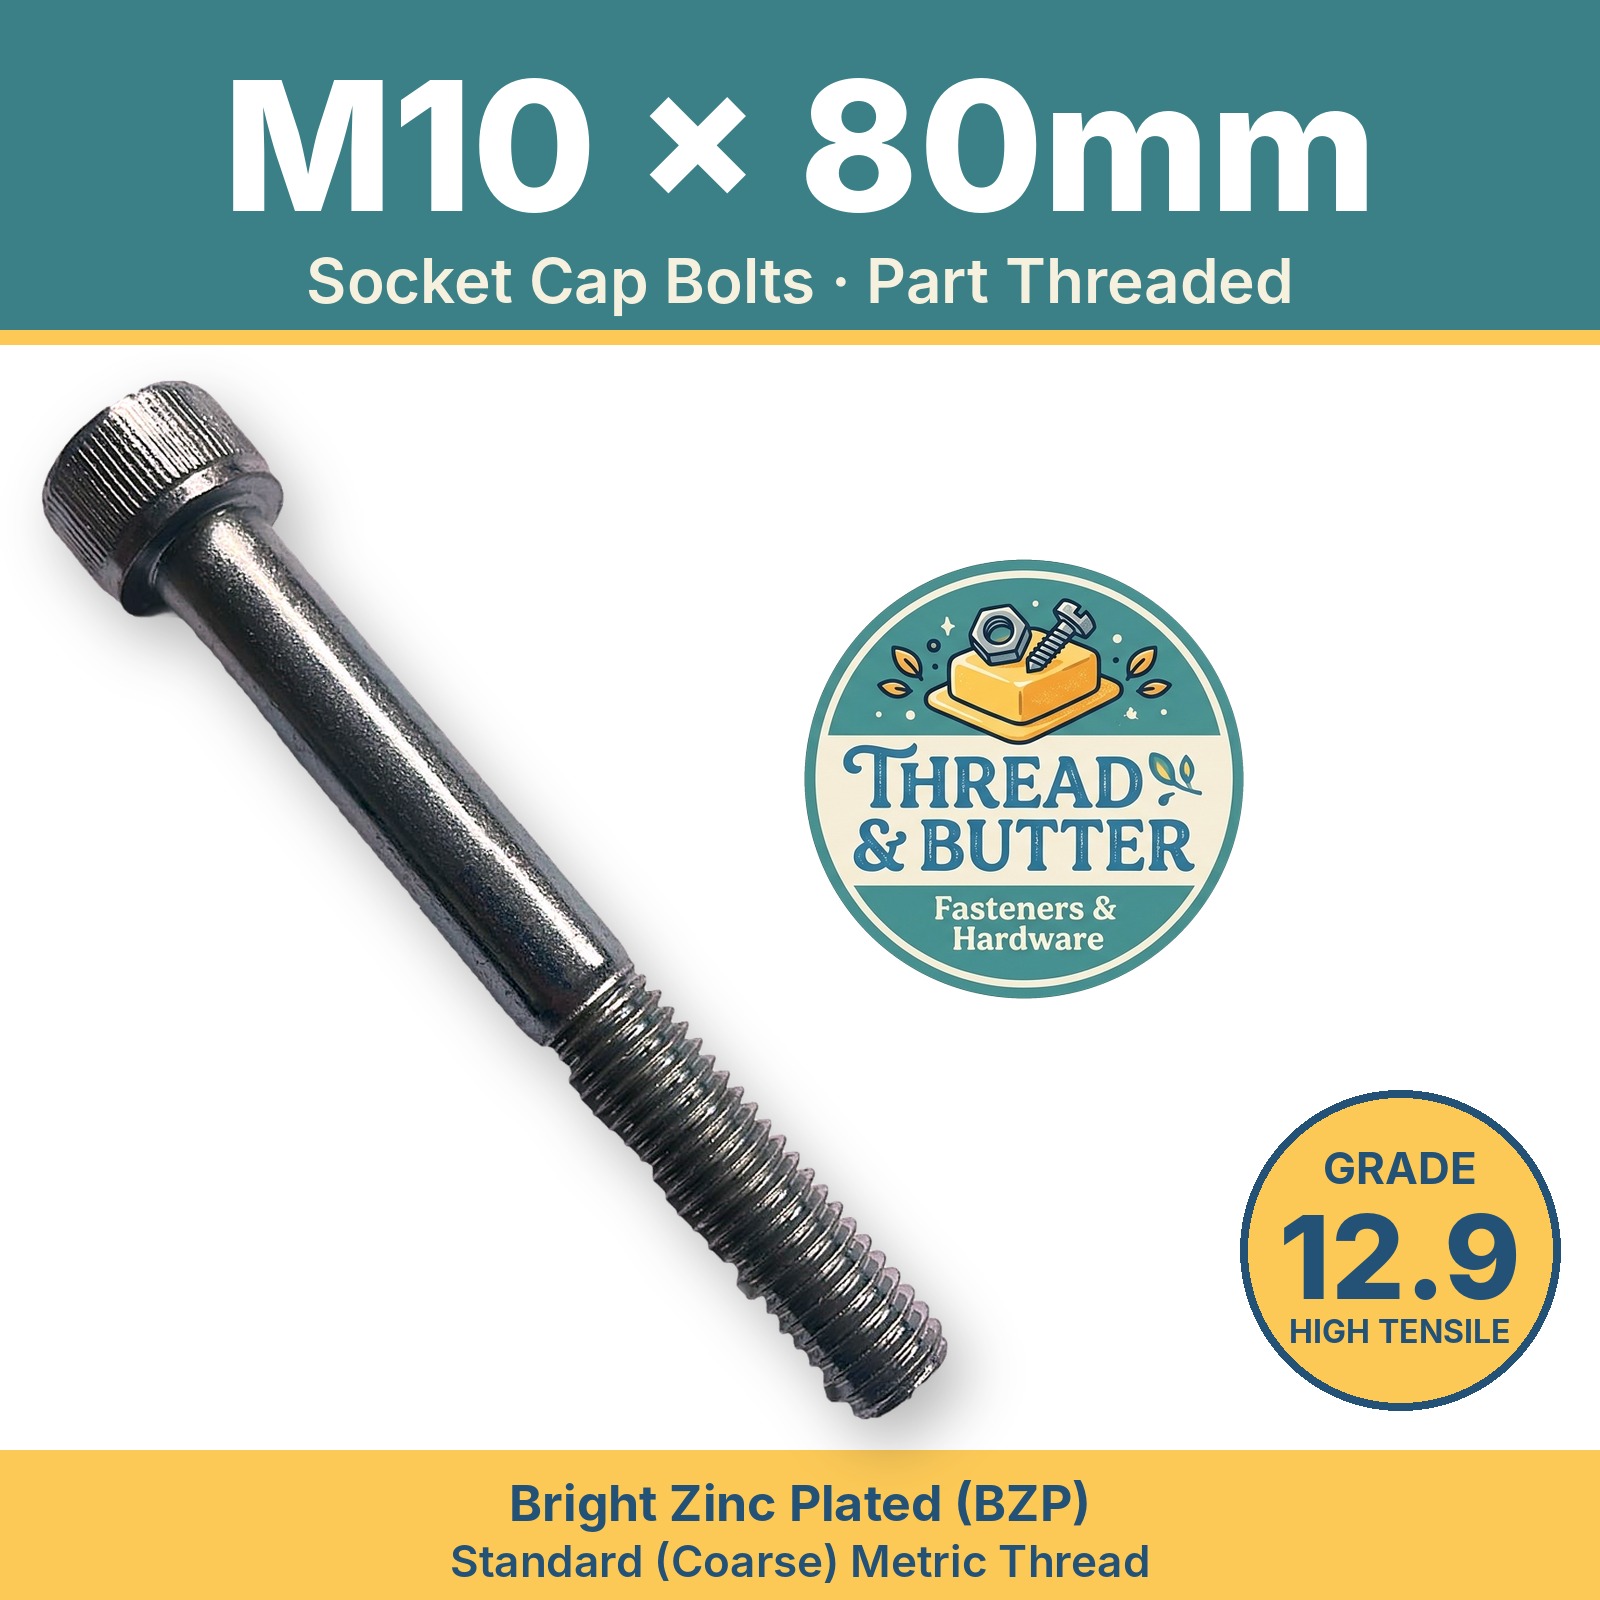 M10 × 80mm
Socket Cap Bolts · Part Threaded
THREAD
& BUTTER
Fasteners &
Hardware
GRADE
12.9
HIGH TENSILE
Bright Zinc Plated (BZP)
Standard (Coarse) Metric Thread